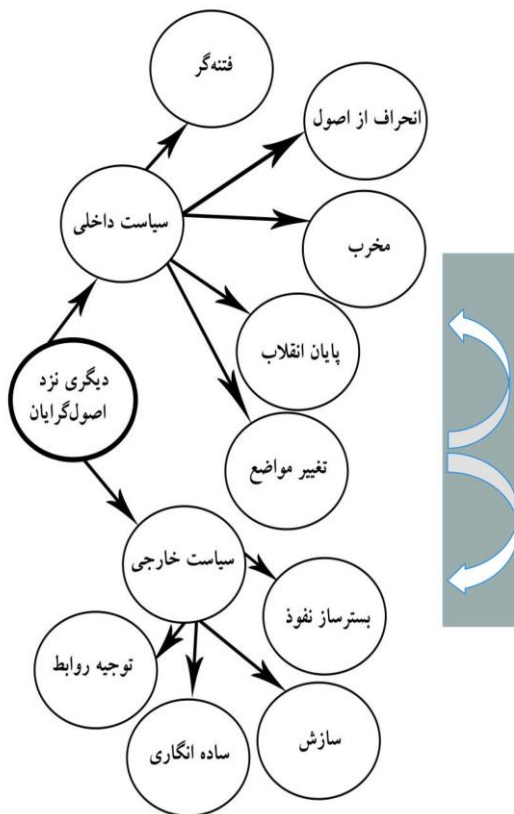 فتنه‌گر
انحراف از اصول
سیاست داخلی
مخرب
پایان انقلاب
دیگری نزد
اصول‌گرایان
تغییر مواضع
سیاست خارجی
بسترساز نفوذ
توجیه روابط
سازش
ساده انگاری